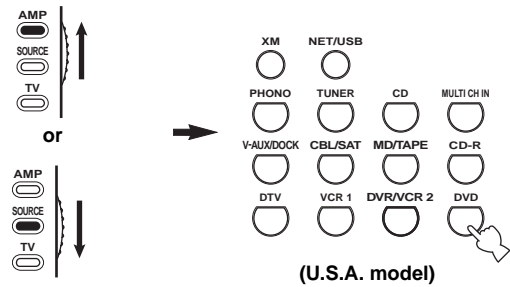 AMP
SOURCE
TV
or
AMP
SOURCE
TV
XM NET/USB
PHONO TUNER CD MULTI CH IN
V-AUX/DOCK CBL/SAT MD/TAPE CD-R
DTV VCR 1 DVR/VCR 2 DVD
(U.S.A. model)